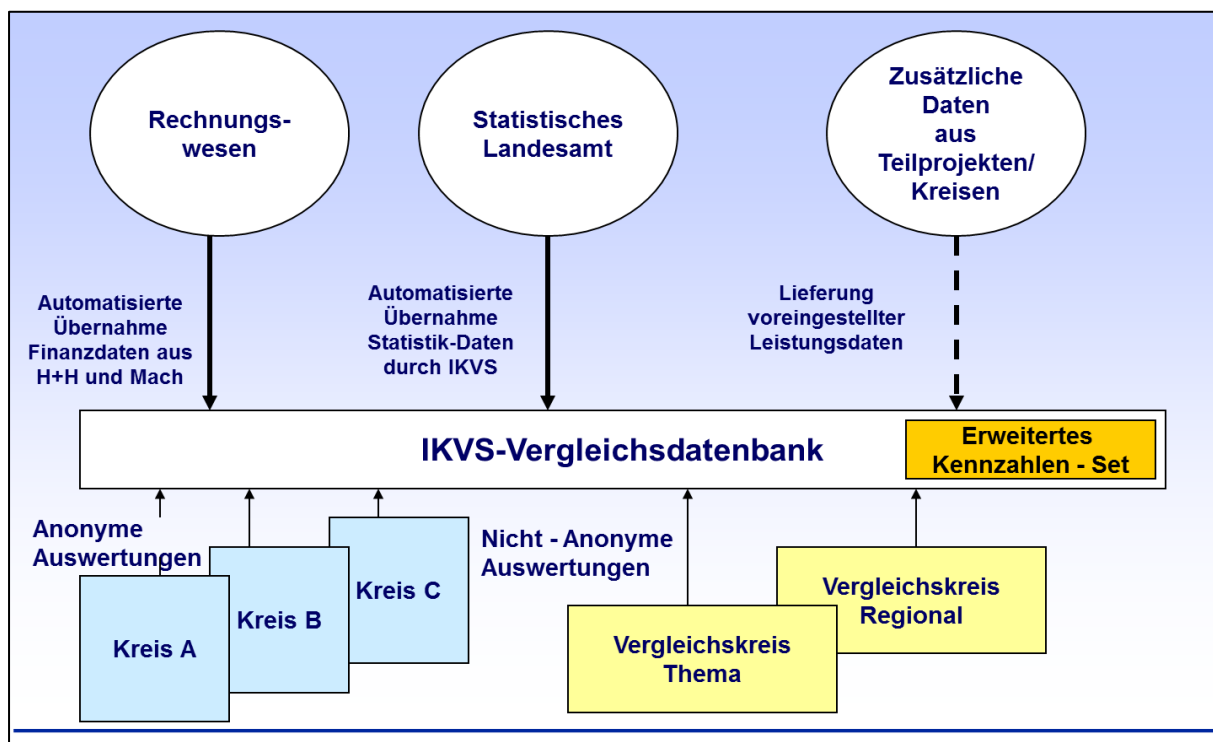 Rechnungs-
wesen
Statistisches
Landesamt
Zusätzliche
Daten
aus
Teilprojekten/
Kreisen
Automatisierte
Übernahme
Finanzdaten aus
H+H und Mach
Automatisierte
Übernahme
Statistik-Daten
durch IKVS
Lieferung
voreingestellter
Leistungsdaten
IKVS-Vergleichsdatenbank
Erweitertes
Kennzahlen - Set
Anonyme
Auswertungen
Kreis A
Kreis B
Kreis C
Nicht - Anonyme
Auswertungen
Vergleichskreis
Thema
Vergleichskreis
Regional